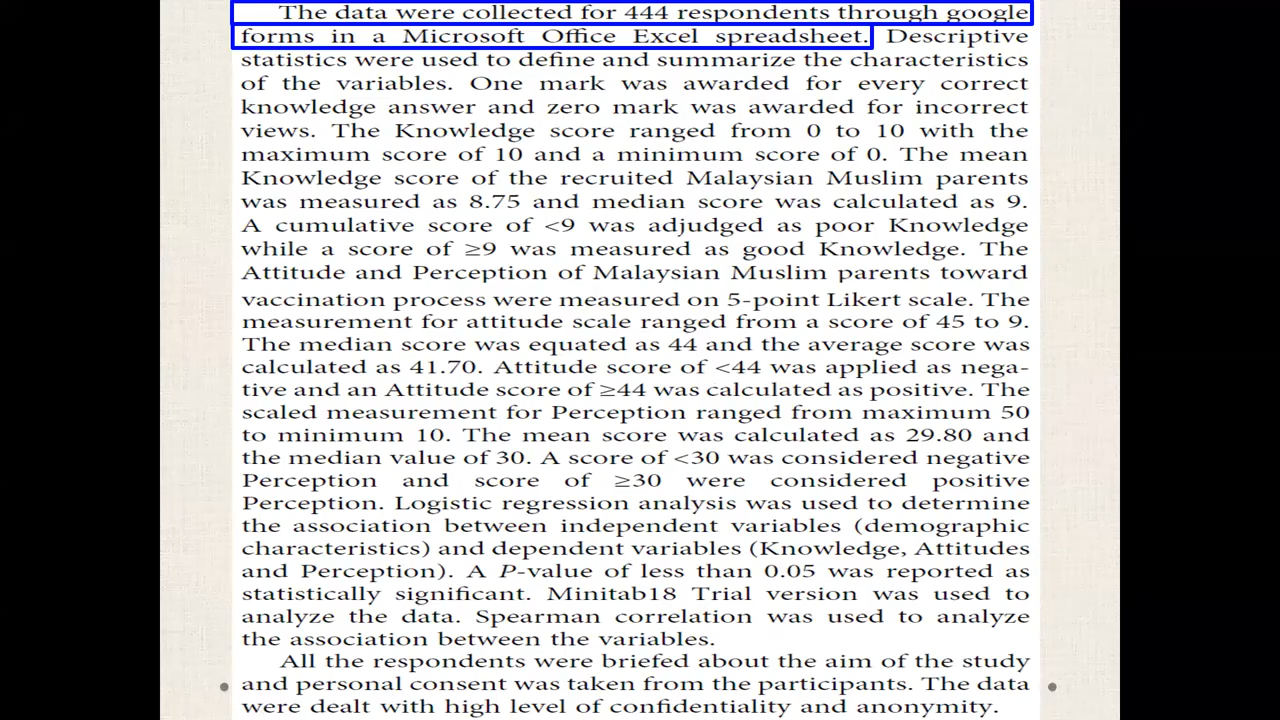 The data were collected for 444 respondents through google
forms in a Microsoft Office Excel spreadsheet. Descriptive
statistics were used to define and summarize the characteristics
of the variables. One mark was awarded for every correct
knowledge answer and zero mark was awarded for incorrect
views. The Knowledge score ranged from 0 to 10 with the
maximum score of 10 and a minimum score of 0. The mean
Knowledge score of the recruited Malaysian Muslim parents
was measured as 8.75 and median score was calculated as 9.
A cumulative score of <9 was adjudged as poor Knowledge
while a score of ≥9 was measured as good Knowledge. The
Attitude and Perception of Malaysian Muslim parents toward
vaccination process were measured on 5-point Likert scale. The
measurement for attitude scale ranged from a score of 45 to 9.
The median score was equated as 44 and the average score was
calculated as 41.70. Attitude score of <44 was applied as nega-
tive and an Attitude score of ≥44 was calculated as positive. The
scaled measurement for Perception ranged from maximum 50
to minimum 10. The mean score was calculated as 29.80 and
the median value of 30. A score of <30 was considered negative
Perception and score of ≥30 were considered positive
Perception. Logistic regression analysis was used to determine
the association between independent variables (demographic
characteristics) and dependent variables (Knowledge, Attitudes
and Perception). A P-value of less than 0.05 was reported as
statistically significant. Minitab18 Trial version was used to
analyze the data. Spearman correlation was used to analyze
the association between the variables.
All the respondents were briefed about the aim of the study
and personal consent was taken from the participants. The data
were dealt with high level of confidentiality and anonymity.